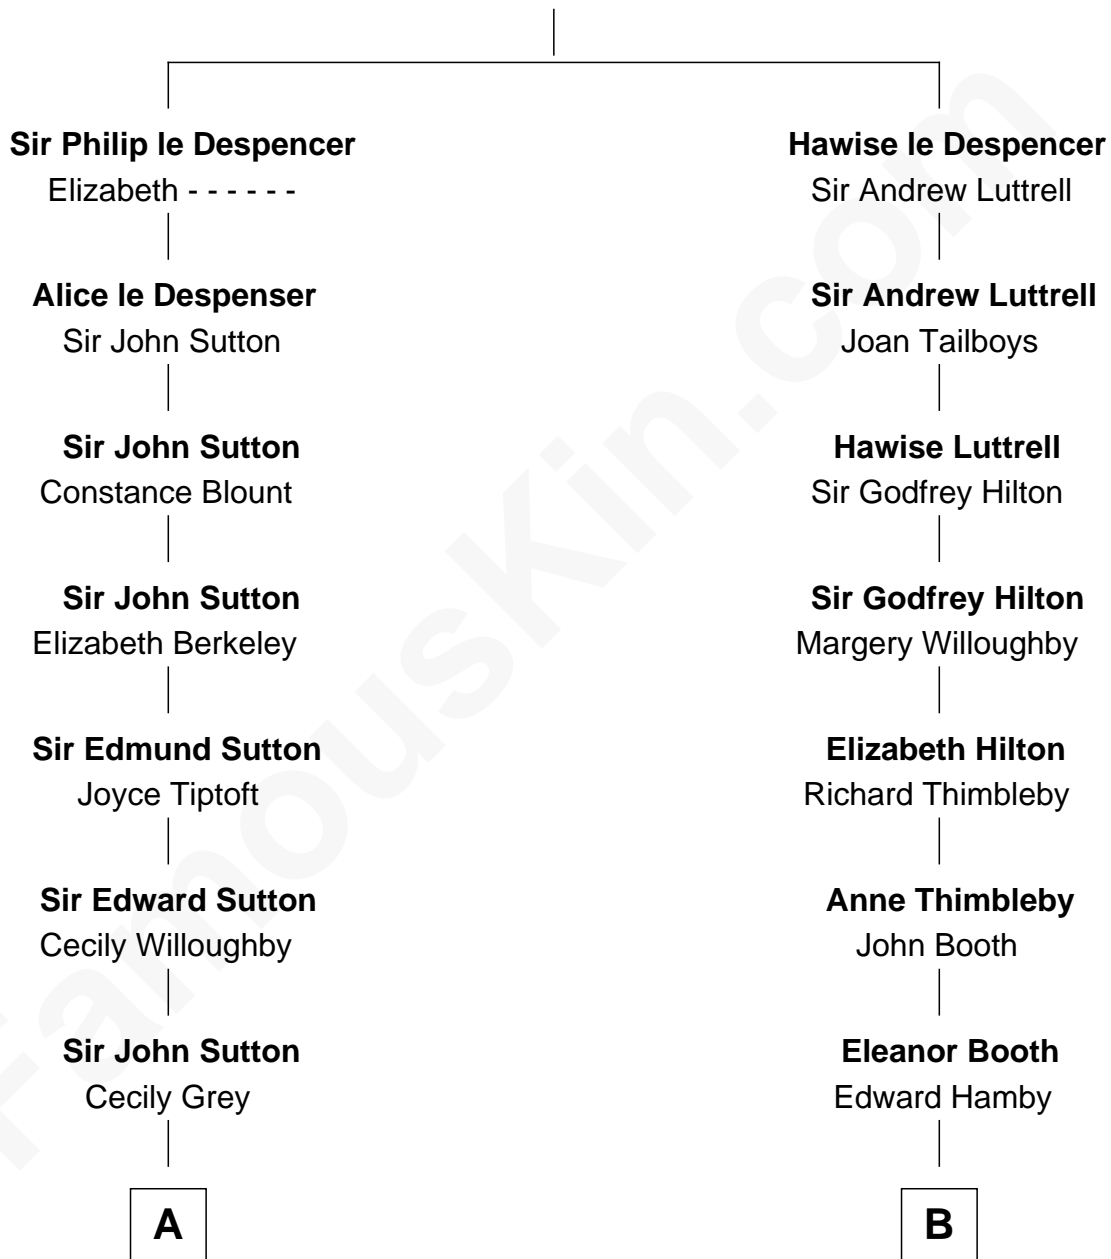 Sir Philip le Despencer
Elizabeth - - - - - -
Alice le Despenser
Sir John Sutton
Sir John Sutton
Constance Blount
Sir John Sutton
Elizabeth Berkeley
Sir Edmund Sutton
Joyce Tiptoft
Sir Edward Sutton
Cecily Willoughby
Sir John Sutton
Cecily Grey
A
Hawise le Despencer
Sir Andrew Luttrell
Sir Andrew Luttrell
Joan Tailboys
Hawise Luttrell
Sir Godfrey Hilton
Sir Godfrey Hilton
Margery Willoughby
Elizabeth Hilton
Richard Thimbleby
Anne Thimbleby
John Booth
Eleanor Booth
Edward Hamby
B
FamousKin.com